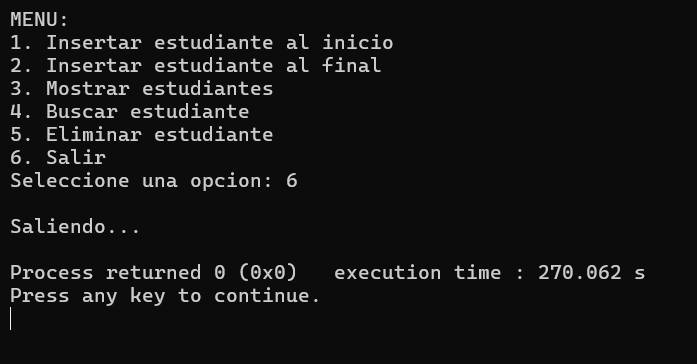 MENU:
1. Insertar estudiante al inicio
2. Insertar estudiante al final
3. Mostrar estudiantes
4. Buscar estudiante
5. Eliminar estudiante
6. Salir
Seleccione una opcion: 6
Saliendo...
Process returned 0 (0x0)   execution time : 270.062 s
Press any key to continue.